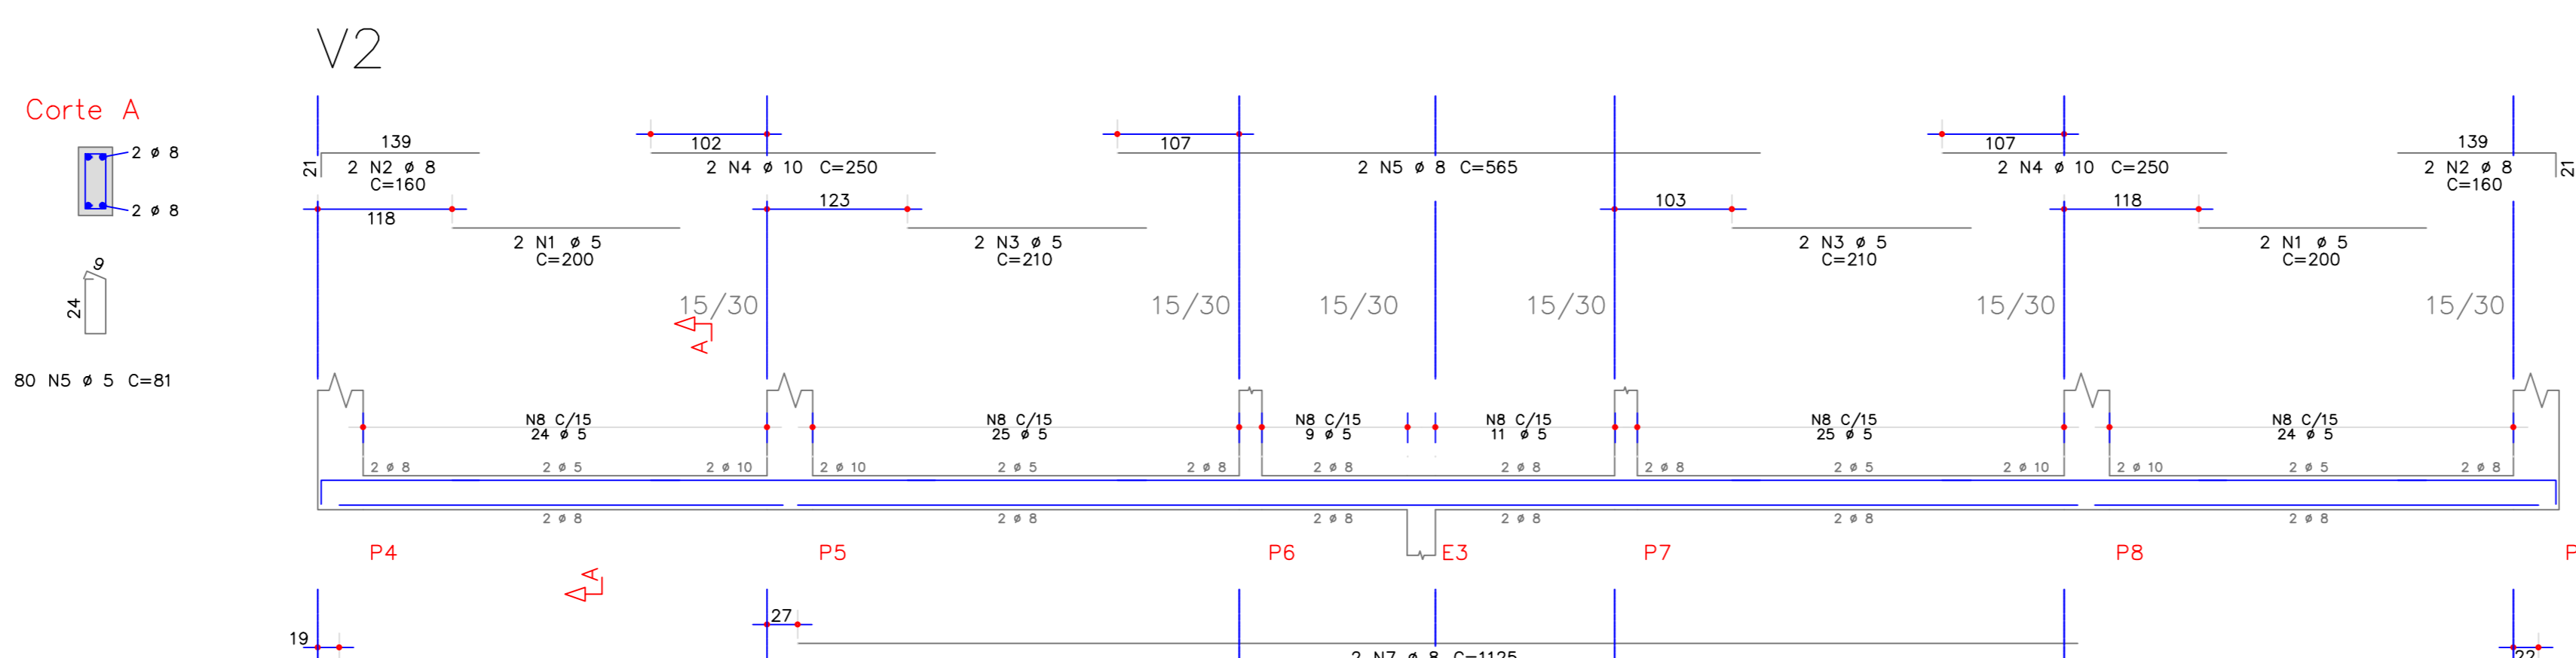 V2
Corte A
2 ø 8
2 ø 8
9
24
80 N5 ø 5 C=81
139
21
2 N2 ø 8
C=160
102
2 N4 ø 10 C=250
107
2 N5 ø 8 C=565
107
2 N4 ø 10 C=250
139
2 N2 ø 8
C=160
21
118
2 N1 ø 5
C=200
123
2 N3 ø 5
C=210
103
2 N3 ø 5
C=210
118
2 N1 ø 5
C=200
15/30
15/30
15/30
15/30
15/30
15/30
A
N8 C/15
24 ø 5
N8 C/15
25 ø 5
N8 C/15
9 ø 5
N8 C/15
11 ø 5
N8 C/15
25 ø 5
N8 C/15
24 ø 5
2 ø 8
2 ø 5
2 ø 10
2 ø 10
2 ø 5
2 ø 8
2 ø 8
2 ø 8
2 ø 8
2 ø 5
2 ø 10
2 ø 10
2 ø 5
2 ø 8
2 ø 8
2 ø 8
2 ø 8
2 ø 8
2 ø 8
2 ø 8
P4
P5
P6
E3
P7
P8
P
A
19
27
2 N7 ø 8 C=1125
22